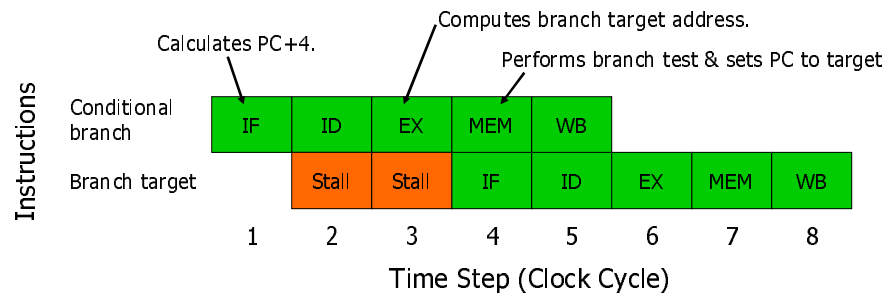 Computes branch target address.
Calculates PC+4.
Performs branch test & sets PC to target
Instructions
Conditional
branch
IF ID EX MEM WB
Branch target
Stall Stall IF ID EX MEM WB
1 2 3 4 5 6 7 8
Time Step (Clock Cycle)